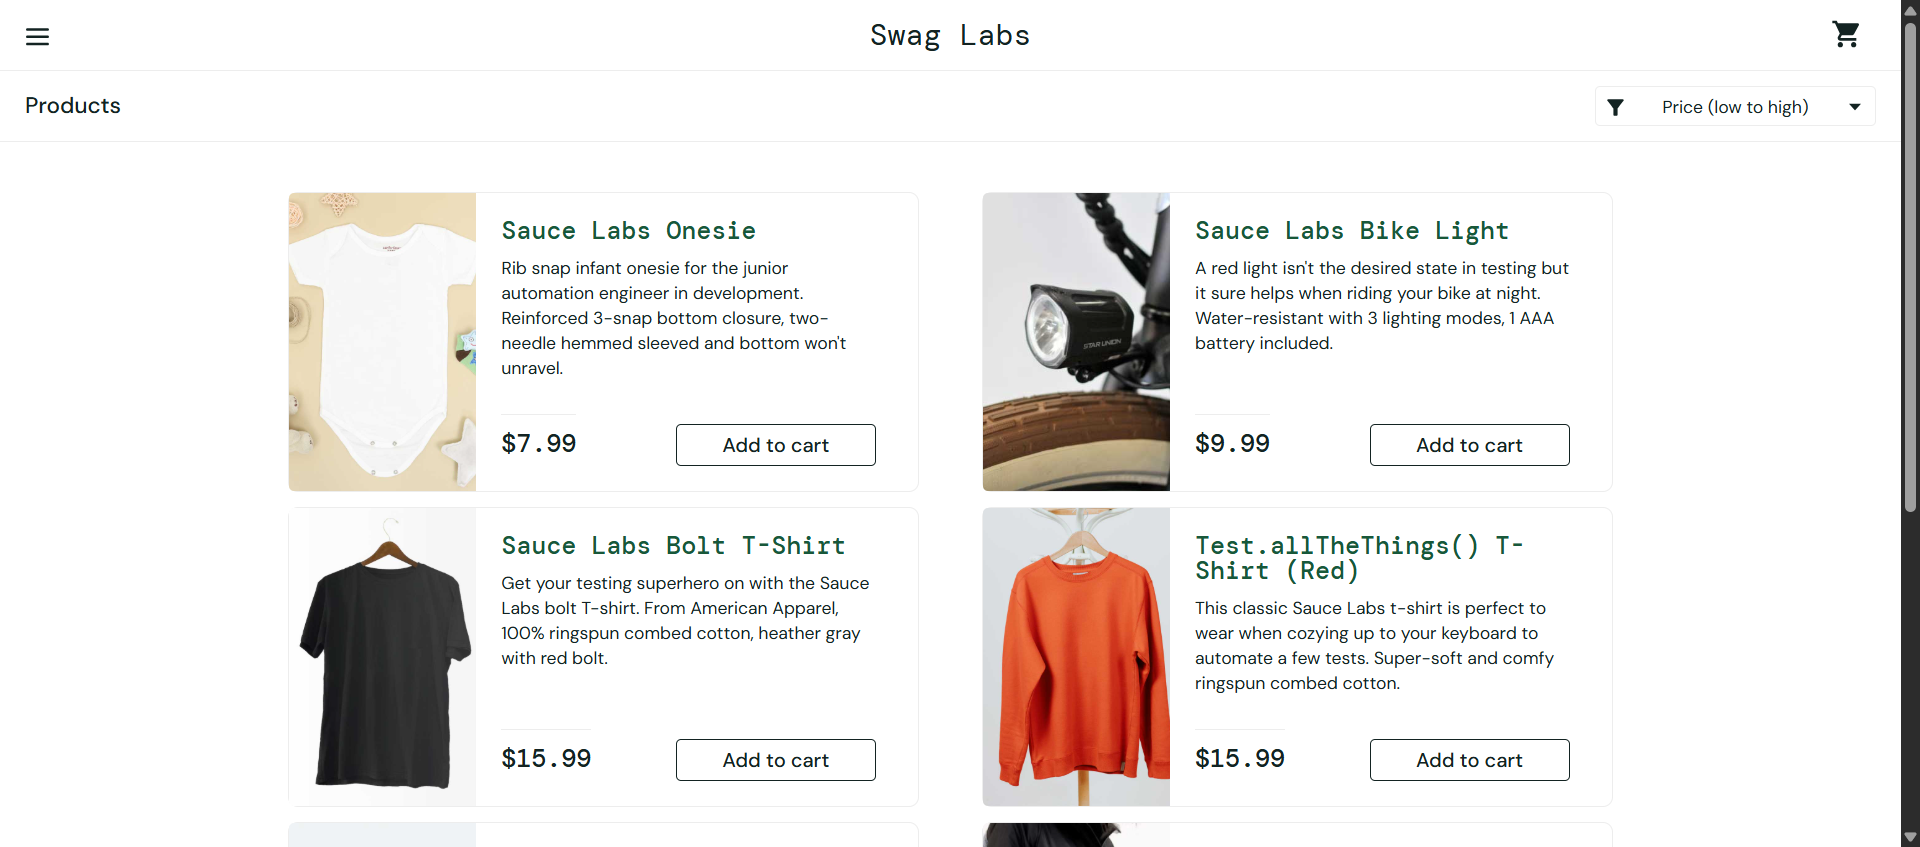 Swag Labs
Products
Price (low to high)
Sauce Labs Onesie
Rib snap infant onesie for the junior
automation engineer in development.
Reinforced 3-snap bottom closure, two-
needle hemmed sleeved and bottom won't
unravel.
$7.99
Add to cart
Sauce Labs Bike Light
A red light isn't the desired state in testing but
it sure helps when riding your bike at night.
Water-resistant with 3 lighting modes, 1 AAA
battery included.
STAR UNION
$9.99
Add to cart
Sauce Labs Bolt T-Shirt
Get your testing superhero on with the Sauce
Labs bolt T-shirt. From American Apparel,
100% ringspun combed cotton, heather gray
with red bolt.
$15.99
Add to cart
Test.allTheThings() T-
Shirt (Red)
This classic Sauce Labs t-shirt is perfect to
wear when cozying up to your keyboard to
automate a few tests. Super-soft and comfy
ringspun combed cotton.
$15.99
Add to cart